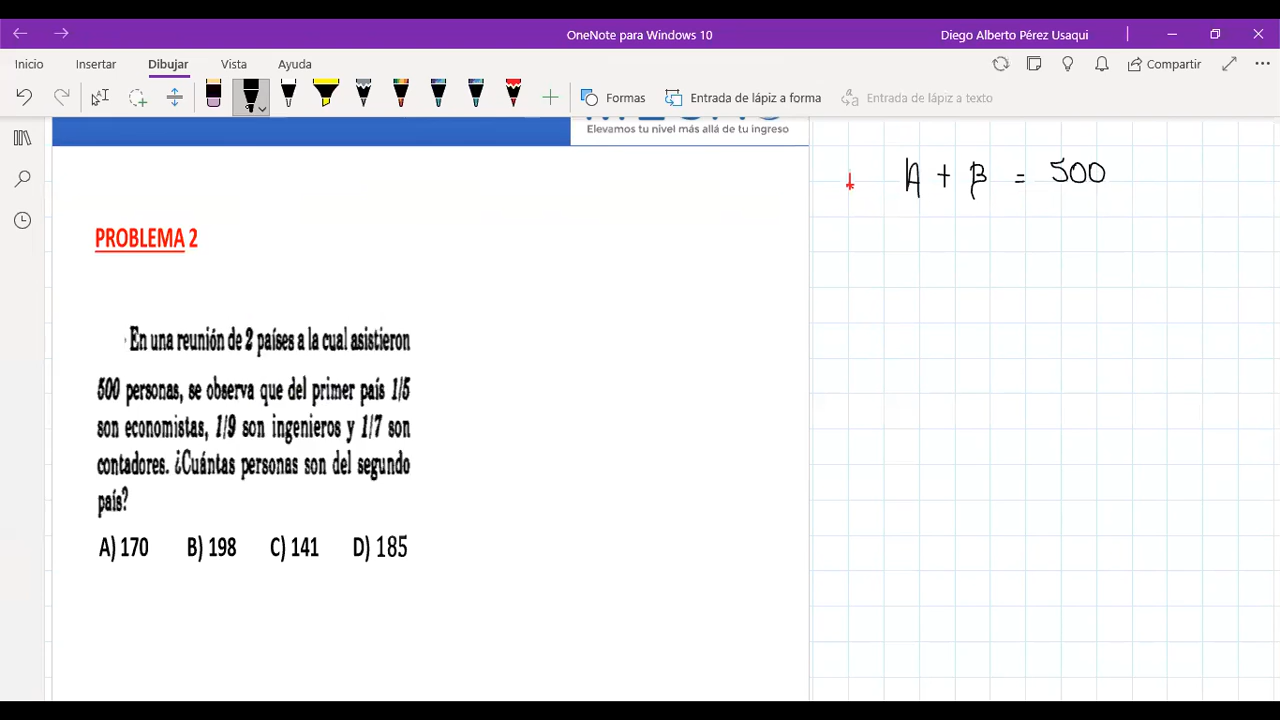 OneNote para Windows 10
Diego Alberto Pérez Usaqui
Inicio
Insertar
Dibujar
Vista
Ayuda
Compartir
Formas
Entrada de lápiz a forma
Entrada de lápiz a texto
Elevamos tu nivel más allá de tu ingreso
A + B = 500
PROBLEMA 2
En una reunión de 2 países a la cual asistieron
500 personas, se observa que del primer país 1/5
son economistas, 1/9 son ingenieros y 1/7 son
contadores. ¿Cuántas personas son del segundo
país?
A) 170 B) 198 C) 141 D) 185